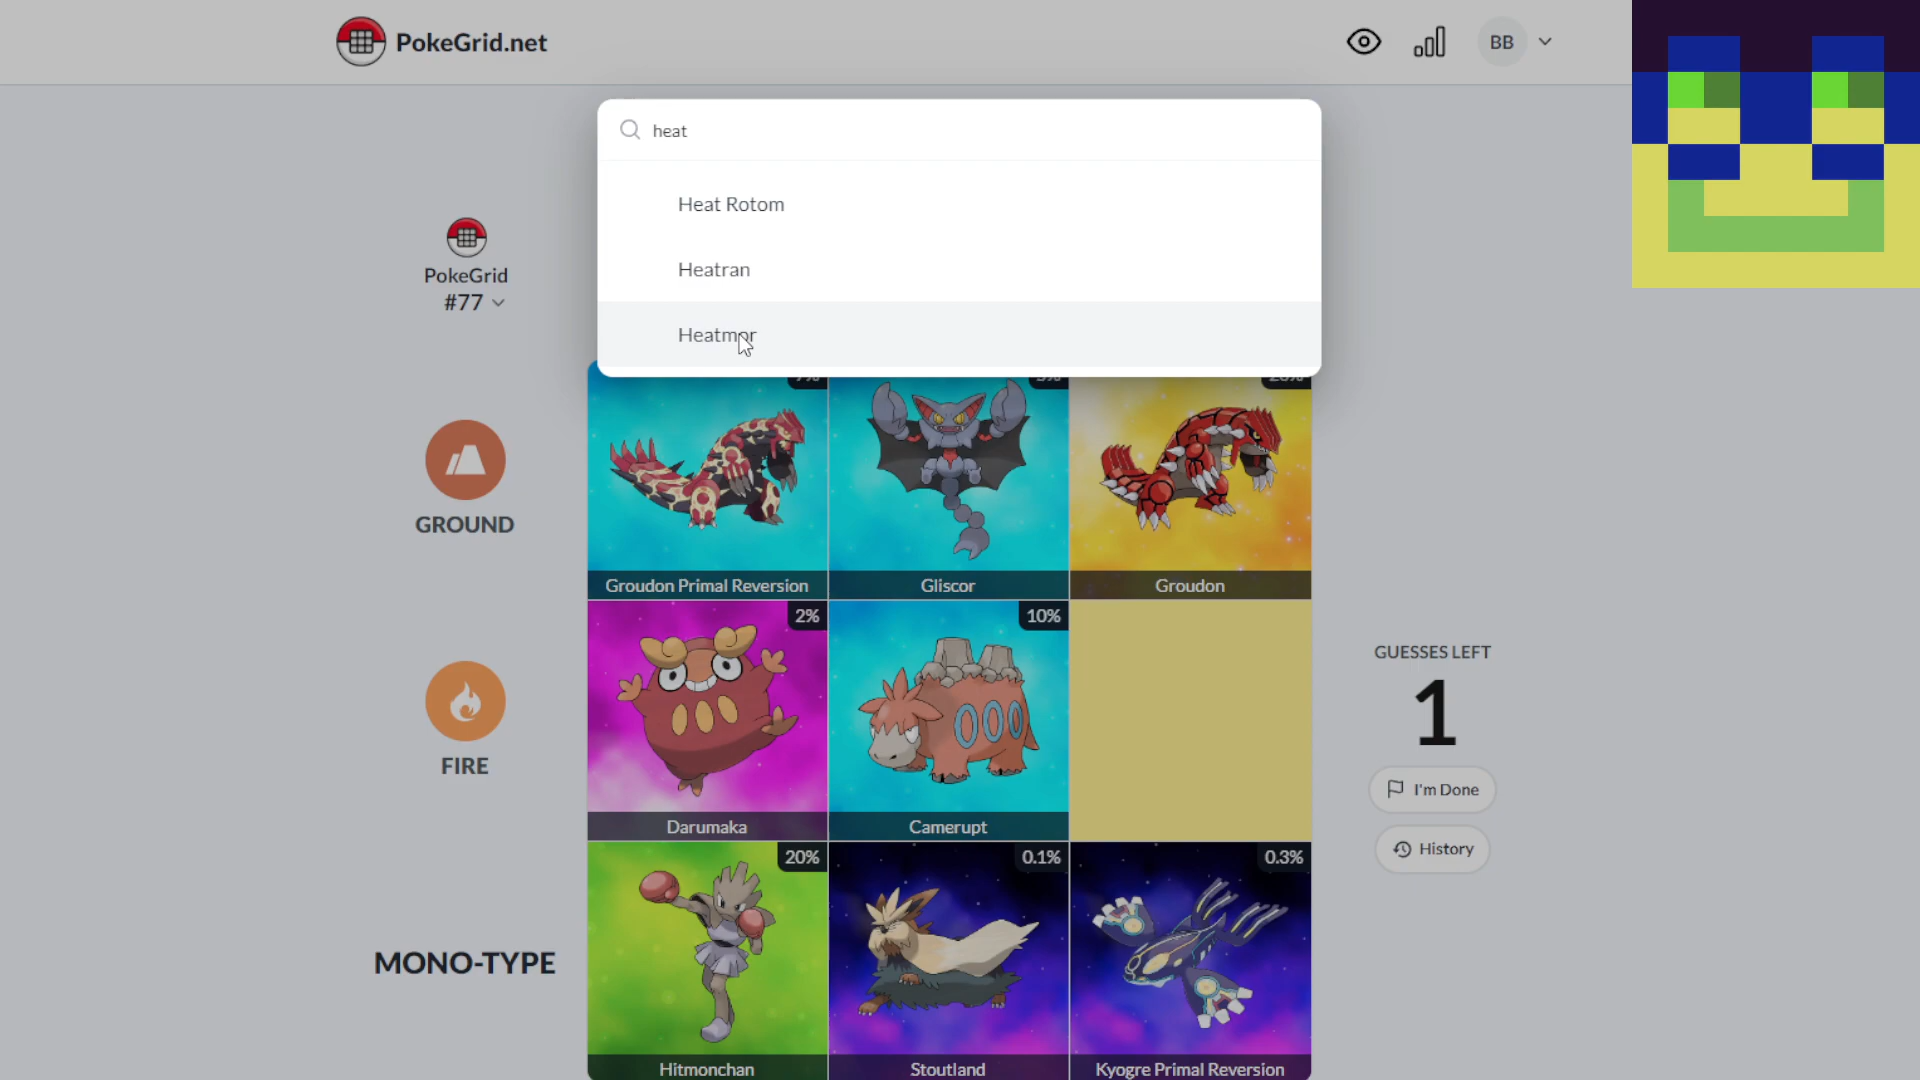 PokeGrid.net
BB
heat
Heat Rotom
Heatran
Heatmor
PokeGrid
#77
GROUND
Groudon Primal Reversion
Gliscor
Groudon
2%
10%
FIRE
Darumaka
Camerupt
GUESSES LEFT
1
I'm Done
History
20%
0.1%
0.3%
MONO-TYPE
Hitmonchan
Stoutland
Kyogre Primal Reversion